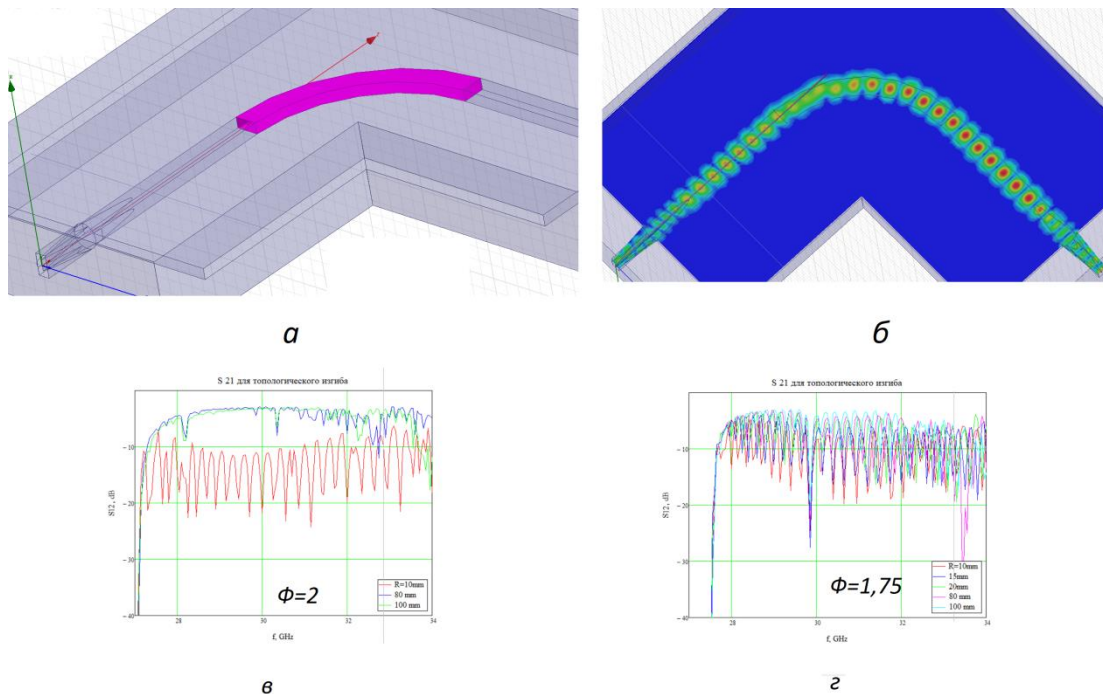 а
б
S 21 для топологического изгиба
-10
-20
-30
-40
S12, dB
28
30
32
34
f, GHz
R=10mm
80 mm
100 mm
Ф=2
S 21 для топологического изгиба
-10
-20
-30
-40
S12, dB
28
30
32
34
f, GHz
R=10mm
15mm
20mm
80 mm
100 mm
Ф=1,75
в
г